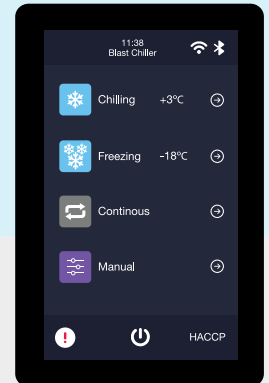 11:38
Blast Chiller
Chilling +3°C
Freezing -18°C
Continous
Manual
! HACCP